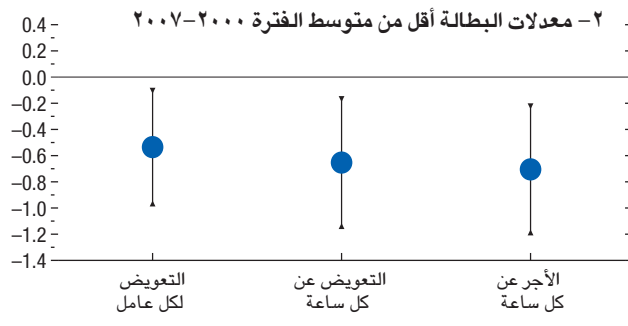 ٢- معدلات البطالة أقل من متوسط الفترة ٢٠٠٠-٢٠٠٧
0.4
0.2
0.0
–0.2
–0.4
–0.6
–0.8
–1.0
–1.2
–1.4
التعويض
لكل عامل
التعويض عن
كل ساعة
الأجر عن
كل ساعة